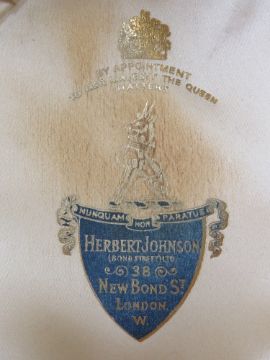 BY APPOINTMENT
TO HER MAJESTY THE QUEEN
HATTERS
NUNQUAM NON PARATUS
HERBERT JOHNSON
(BOND STREET) LTD
38
NEW BOND ST
LONDON.
W.